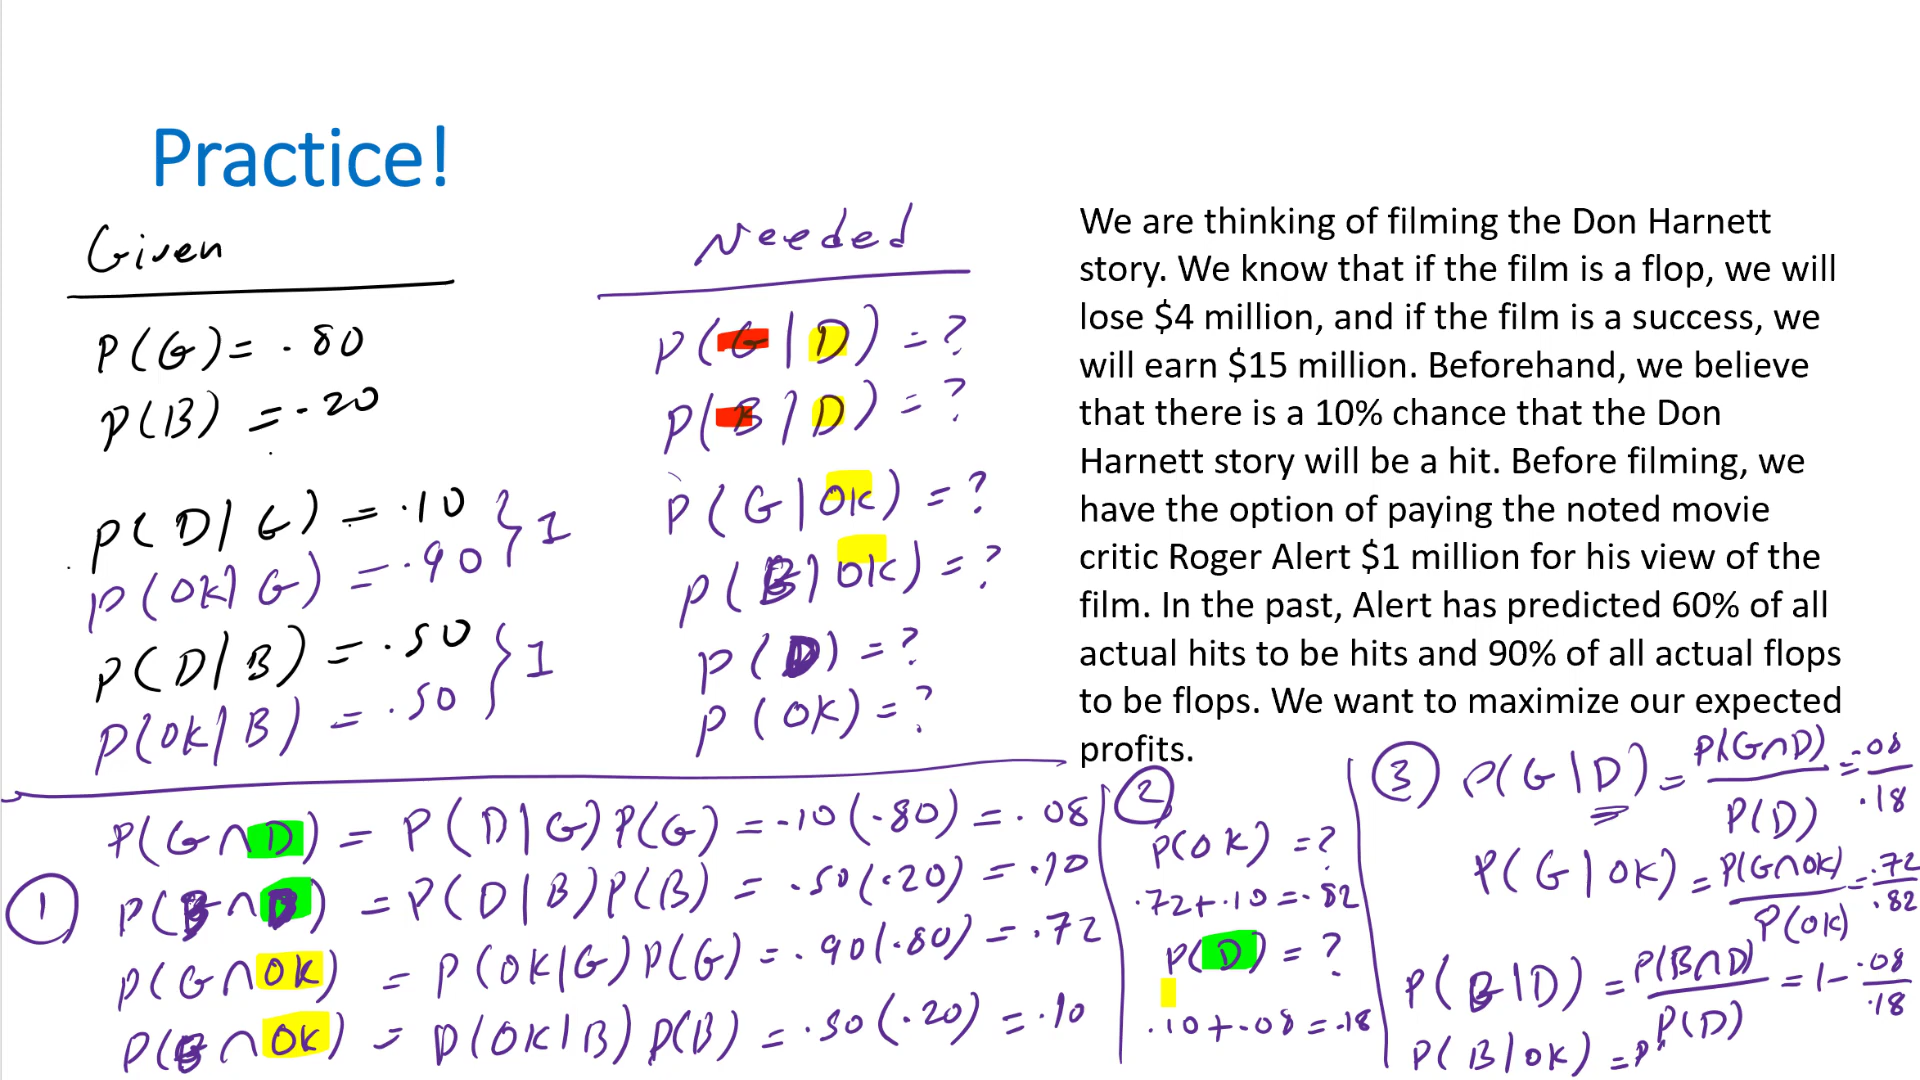 Practice!
Given
P(G) = .80
P(B) = .20
P(D|G) = .10
P(OK|G) = .90 } 1
P(D|B) = .50
P(OK|B) = .50 } 1
Needed
P(G|D) = ?
P(B|D) = ?
P(G|OK) = ?
P(B|OK) = ?
P(D) = ?
P(OK) = ?
We are thinking of filming the Don Harnett
story. We know that if the film is a flop, we will
lose $4 million, and if the film is a success, we
will earn $15 million. Beforehand, we believe
that there is a 10% chance that the Don
Harnett story will be a hit. Before filming, we
have the option of paying the noted movie
critic Roger Alert $1 million for his view of the
film. In the past, Alert has predicted 60% of all
actual hits to be hits and 90% of all actual flops
to be flops. We want to maximize our expected
profits.
1
P(G∩D) = P(D|G)P(G) = .10(.80) = .08
P(B∩D) = P(D|B)P(B) = .50(.20) = .10
P(G∩OK) = P(OK|G)P(G) = .90(.80) = .72
P(B∩OK) = P(OK|B)P(B) = .50(.20) = .10
2
P(OK) = ?
.72+.10 = .82
P(D) = ?
.10+.08 = .18
3
P(G|D) = P(G∩D)/P(D) = .08/.18
P(G|OK) = P(G∩OK)/P(OK) = .72/.82
P(B|D) = P(B∩D)/P(D) = 1-.08/.18
P(B|OK) = P